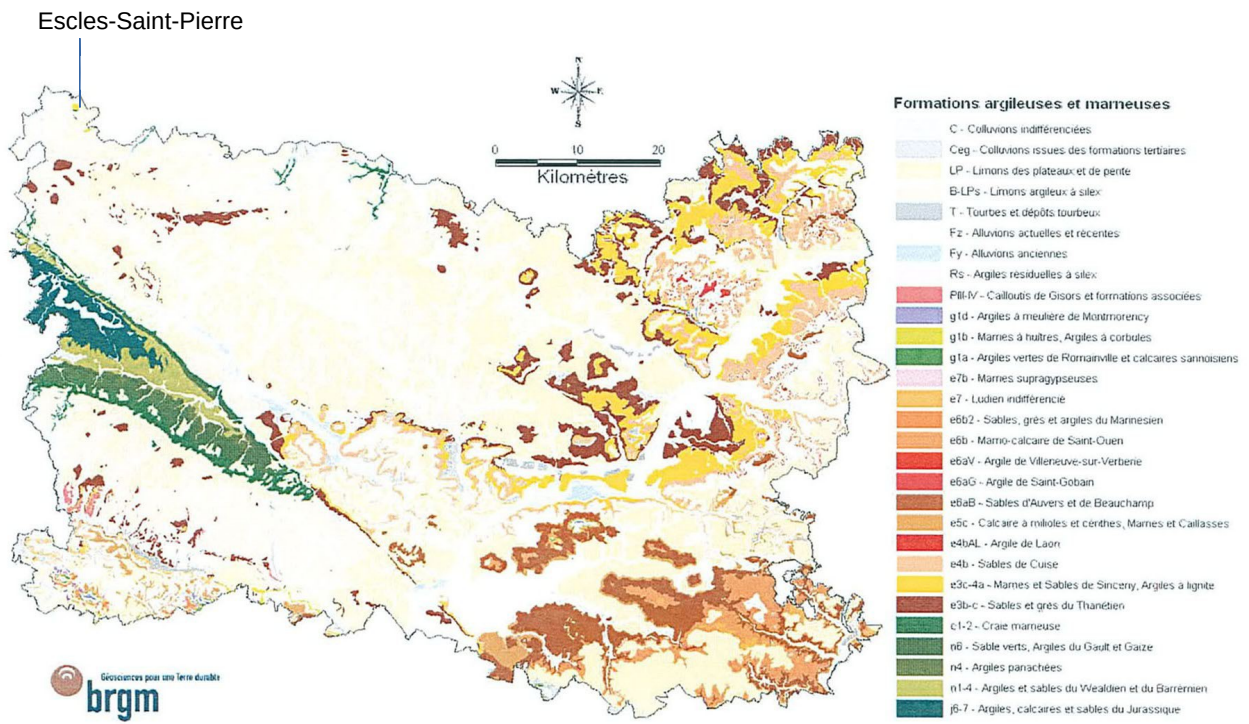 Escles-Saint-Pierre
N
W E
S
0 10 20
Kilométres
Formations argileuses et marneuses
C - Colluvions indifférenciées
Ceg - Colluvions issues des formations tertiaires
LP - Limons des plateaux et de pente
B-LPs - Limons argileux à silex
T - Tourbes et dépôts tourbeux
Fz - Alluvions actuelles et récentes
Fy - Alluvions anciennes
Rs - Argiles résiduelles à silex
PIII-IV - Cailloutis de Gisors et formations associées
g1d - Argiles à meulière de Montmorency
g1b - Marnes à huîtres, Argiles à corbules
g1a - Argiles vertes de Romainville et calcaires sannoisiens
e7b - Marnes supragypseuses
e7 - Ludien indifférencié
e6b2 - Sables, grès et argiles du Marinésien
e6b - Marno-calcaire de Saint-Ouen
e6aV - Argile de Villeneuve-sur-Verberie
e6aG - Argile de Saint-Gobain
e6aB - Sables d'Auvers et de Beauchamp
e5c - Calcaire à milioles et cérithes, Marnes et Caillasses
e4bAL - Argile de Laon
e4b - Sables de Cuise
e3c-4a - Marnes et Sables de Sinceny, Argiles à lignite
e3b-c - Sables et grès du Thanétien
c1-2 - Craie marneuse
n6 - Sable verts, Argiles du Gault et Gaize
n4 - Argiles panachées
n1-4 - Argiles et sables du Wealdien et du Barrémien
j6-7 - Argiles, calcaires et sables du Jurassique
Géosciences pour une Terre durable
brgm